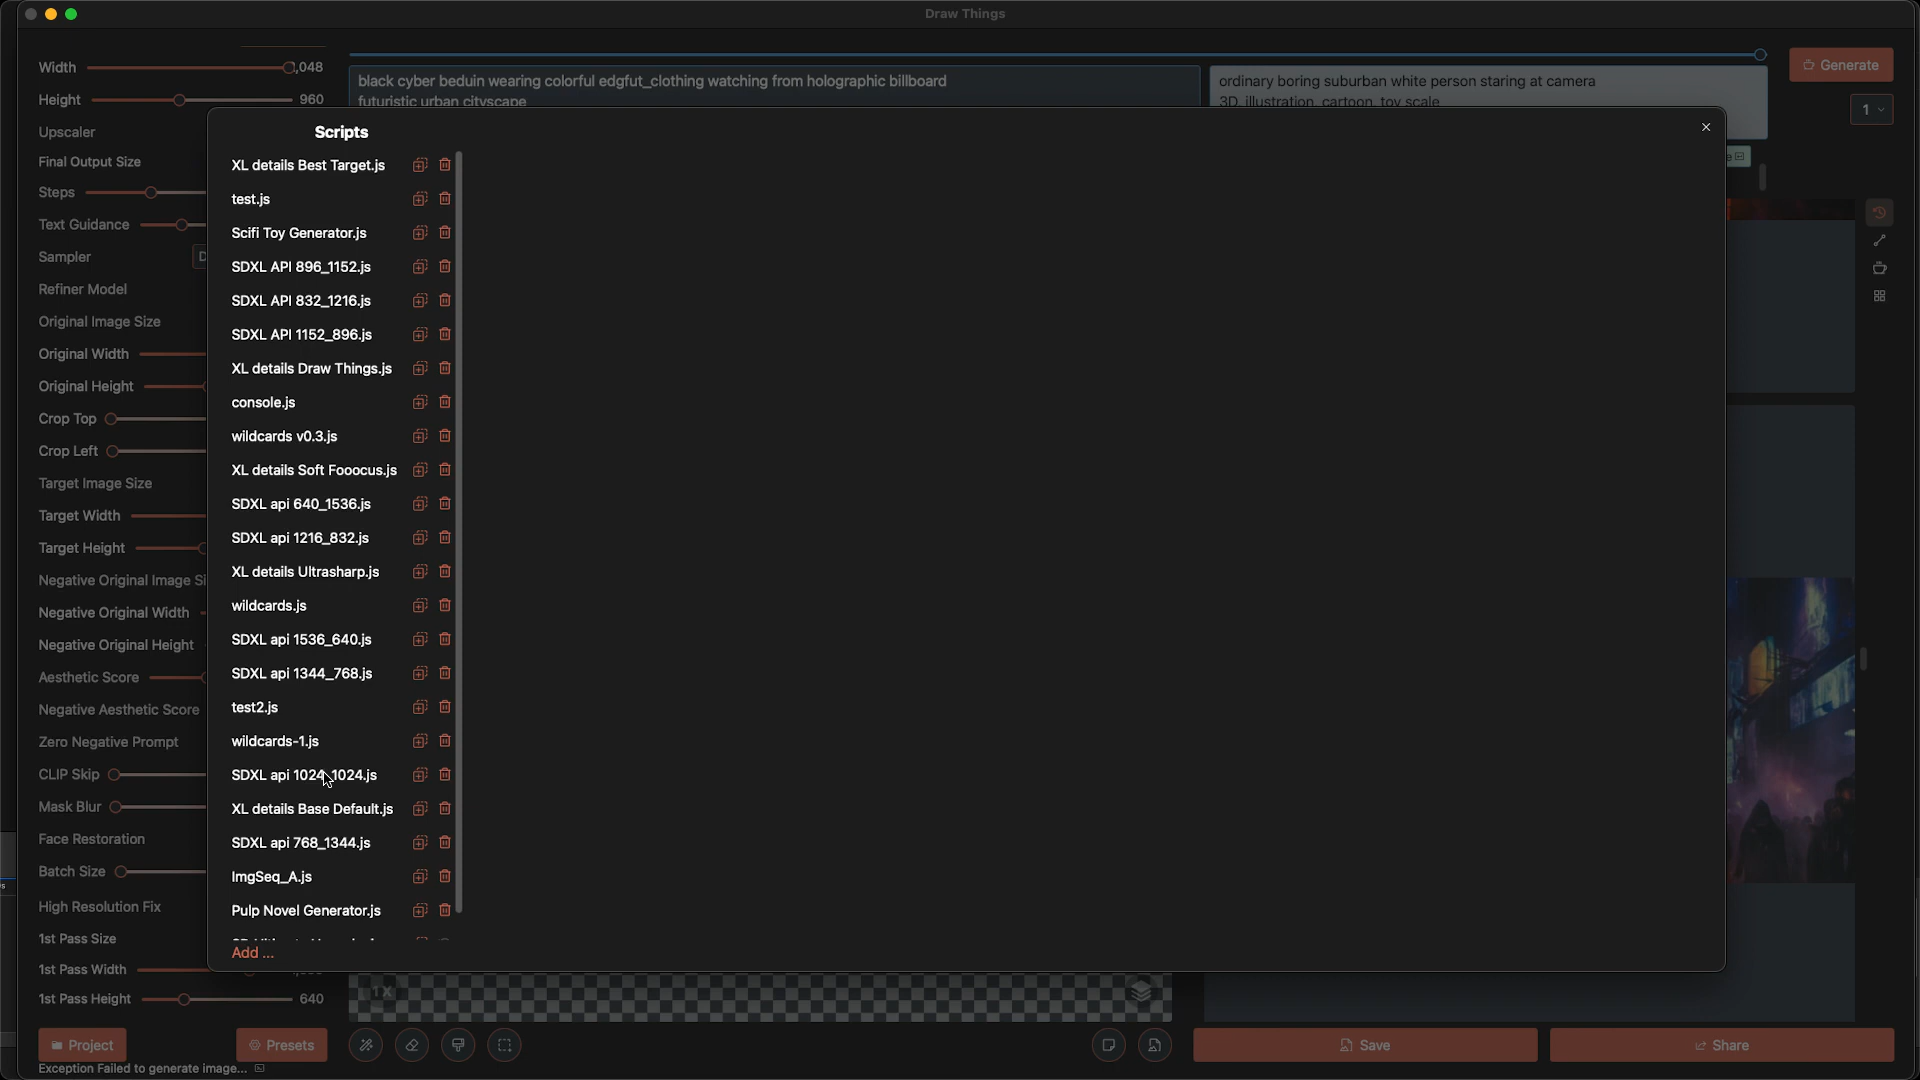 Draw Things
Width 1,048
Height 960
Upscaler
Final Output Size
Steps
Text Guidance
Sampler D
Refiner Model
Original Image Size
Original Width
Original Height
Crop Top
Crop Left
Target Image Size
Target Width
Target Height
Negative Original Image Si
Negative Original Width
Negative Original Height
Aesthetic Score
Negative Aesthetic Score
Zero Negative Prompt
CLIP Skip
Mask Blur
Face Restoration
Batch Size
High Resolution Fix
1st Pass Size
1st Pass Width
1st Pass Height 640
Project
Presets
Exception Failed to generate image...
black cyber beduin wearing colorful edgfut_clothing watching from holographic billboard
futuristic urban cityscape
ordinary boring suburban white person staring at camera
3D, illustration, cartoon, toy scale
Generate
1
Scripts
XL details Best Target.js
test.js
Scifi Toy Generator.js
SDXL API 896_1152.js
SDXL API 832_1216.js
SDXL API 1152_896.js
XL details Draw Things.js
console.js
wildcards v0.3.js
XL details Soft Fooocus.js
SDXL api 640_1536.js
SDXL api 1216_832.js
XL details Ultrasharp.js
wildcards.js
SDXL api 1536_640.js
SDXL api 1344_768.js
test2.js
wildcards-1.js
SDXL api 1024_1024.js
XL details Base Default.js
SDXL api 768_1344.js
ImgSeq_A.js
Pulp Novel Generator.js
Add ...
1X
Save
Share